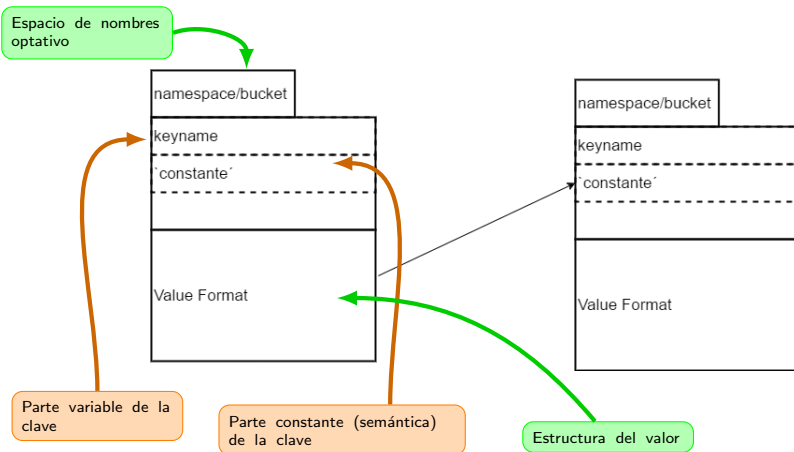 Espacio de nombres
optativo
namespace/bucket
keyname
`constante´
Value Format
namespace/bucket
keyname
`constante´
Value Format
Parte variable de la
clave
Parte constante (semántica)
de la clave
Estructura del valor